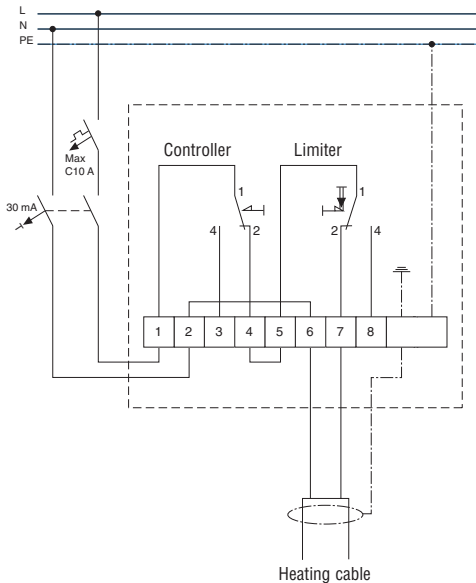 L
N
PE
Max
C10 A
30 mA
Controller
Limiter
1
1
4
2
2
4
1 2 3 4 5 6 7 8
Heating cable